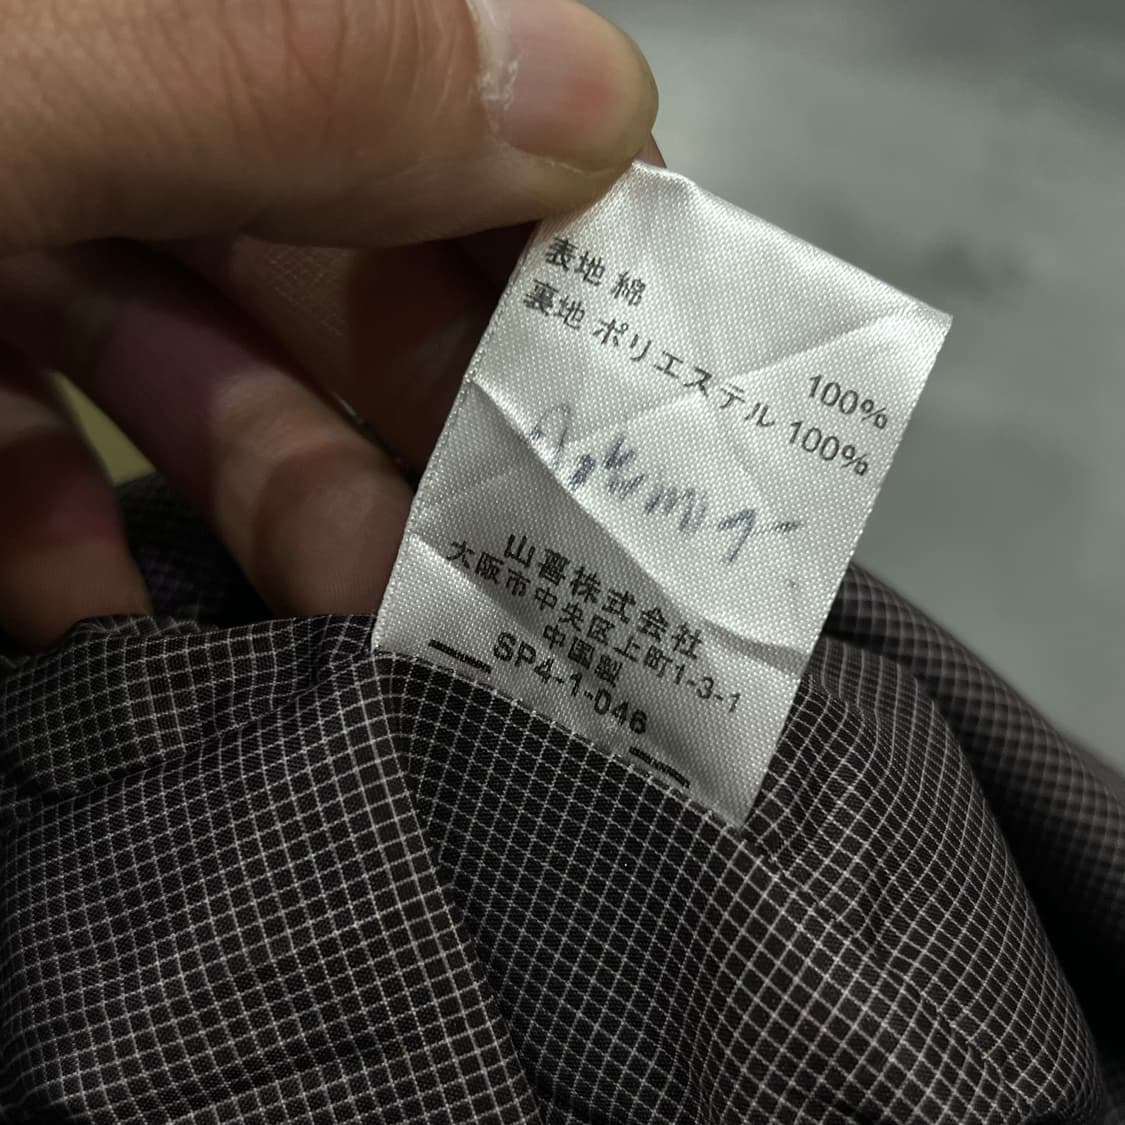 表地 綿 100%
裏地 ポリエステル 100%
山喜株式会社
大阪市中央区上町1-3-1
中国製
SP4-1-046